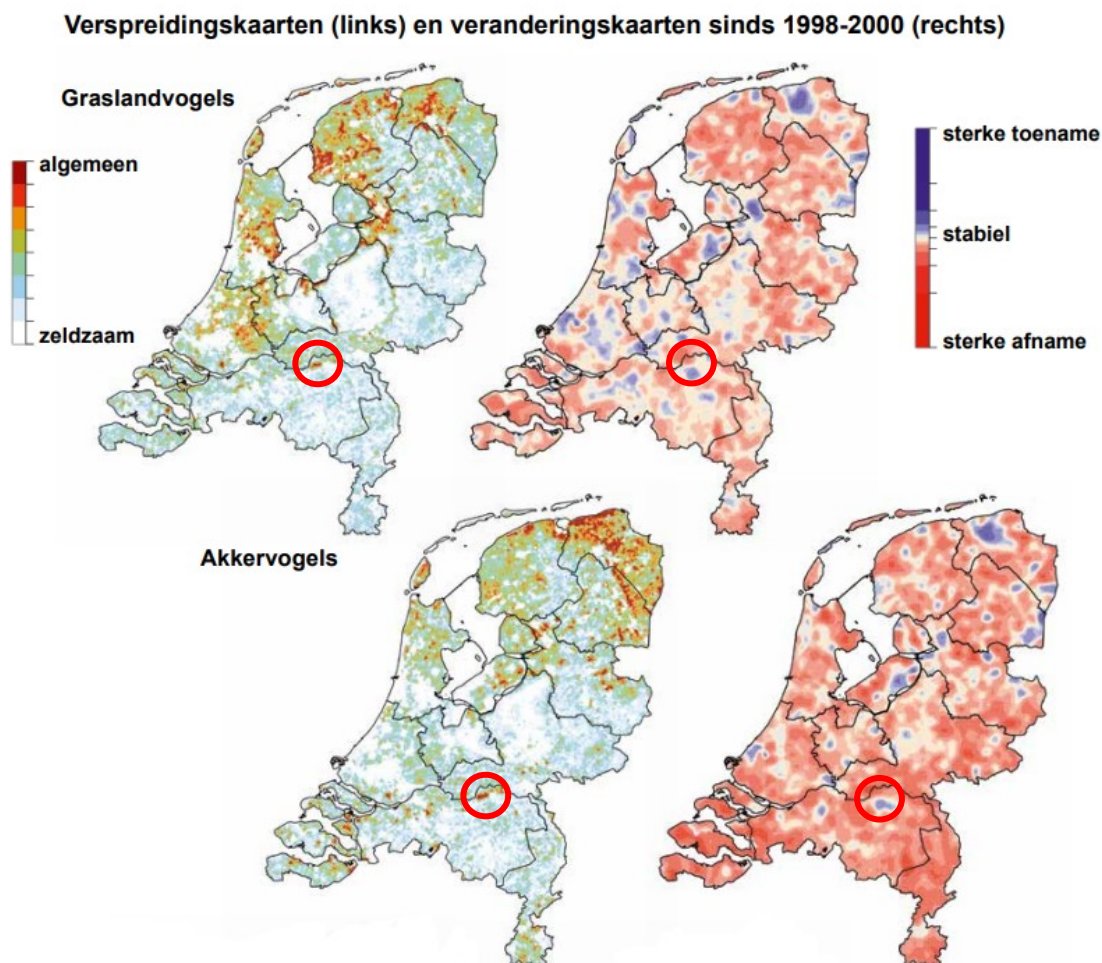 Verspreidingskaarten (links) en veranderingskaarten sinds 1998-2000 (rechts)
Graslandvogels
algemeen
zeldzaam
sterke toename
stabiel
sterke afname
Akkervogels